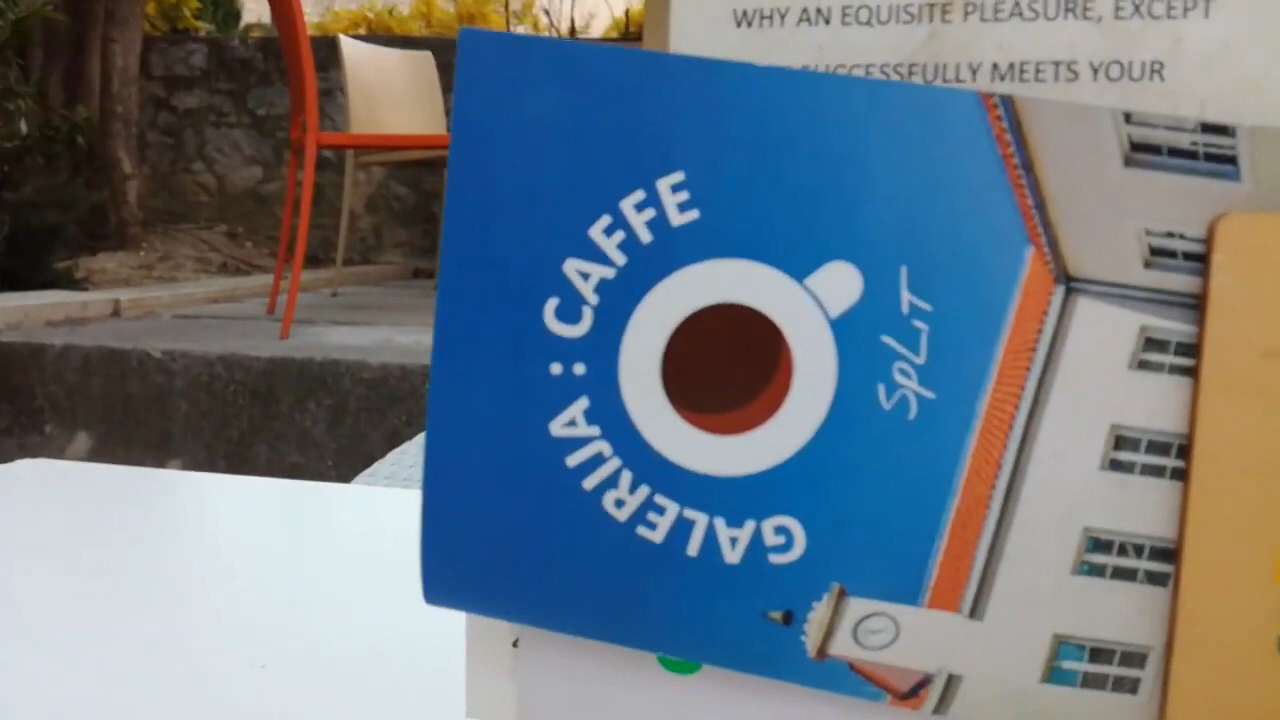 WHY AN EQUISITE PLEASURE, EXCEPT
SUCCESSFULLY MEETS YOUR
GALERIJA : CAFFE
SPLIT